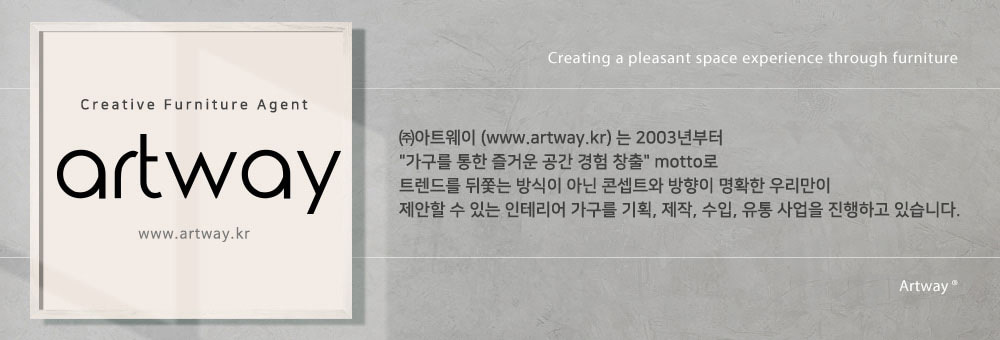 Creative Furniture Agent
artway
www.artway.kr
Creating a pleasant space experience through furniture
㈜아트웨이 (www.artway.kr) 는 2003년부터
"가구를 통한 즐거운 공간 경험 창출" motto로
트렌드를 뒤쫓는 방식이 아닌 콘셉트와 방향이 명확한 우리만이
제안할 수 있는 인테리어 가구를 기획, 제작, 수입, 유통 사업을 진행하고 있습니다.
Artway ®